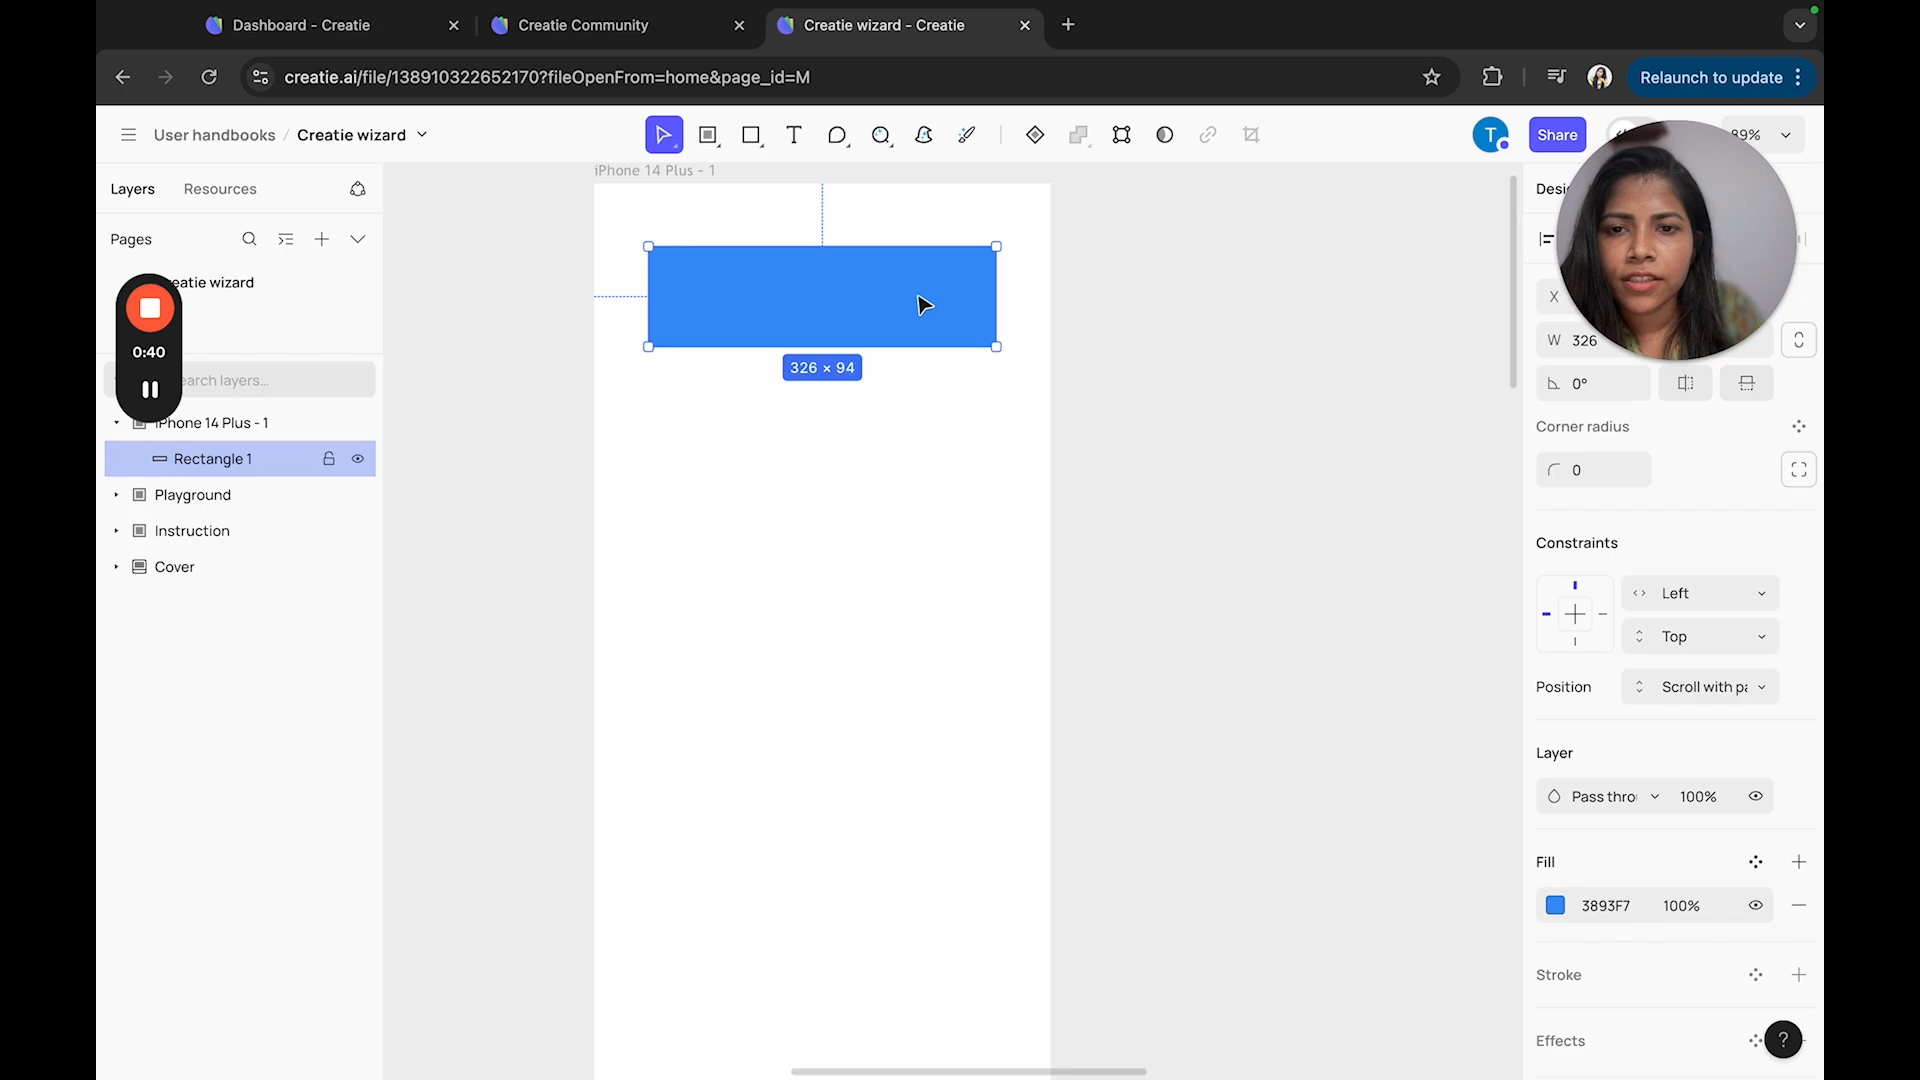 Dashboard - Creatie
Creatie Community
Creatie wizard - Creatie
creatie.ai/file/138910322652170?fileOpenFrom=home&page_id=M
Relaunch to update
User handbooks / Creatie wizard
T
Share
89%
Layers
Resources
Pages
eatie wizard
0:40
earch layers...
iPhone 14 Plus - 1
Rectangle 1
Playground
Instruction
Cover
iPhone 14 Plus - 1
326 × 94
Desi
X
W 326
0°
Corner radius
0
Constraints
Left
Top
Position
Scroll with pa
Layer
Pass thro
100%
Fill
3893F7
100%
Stroke
Effects
?